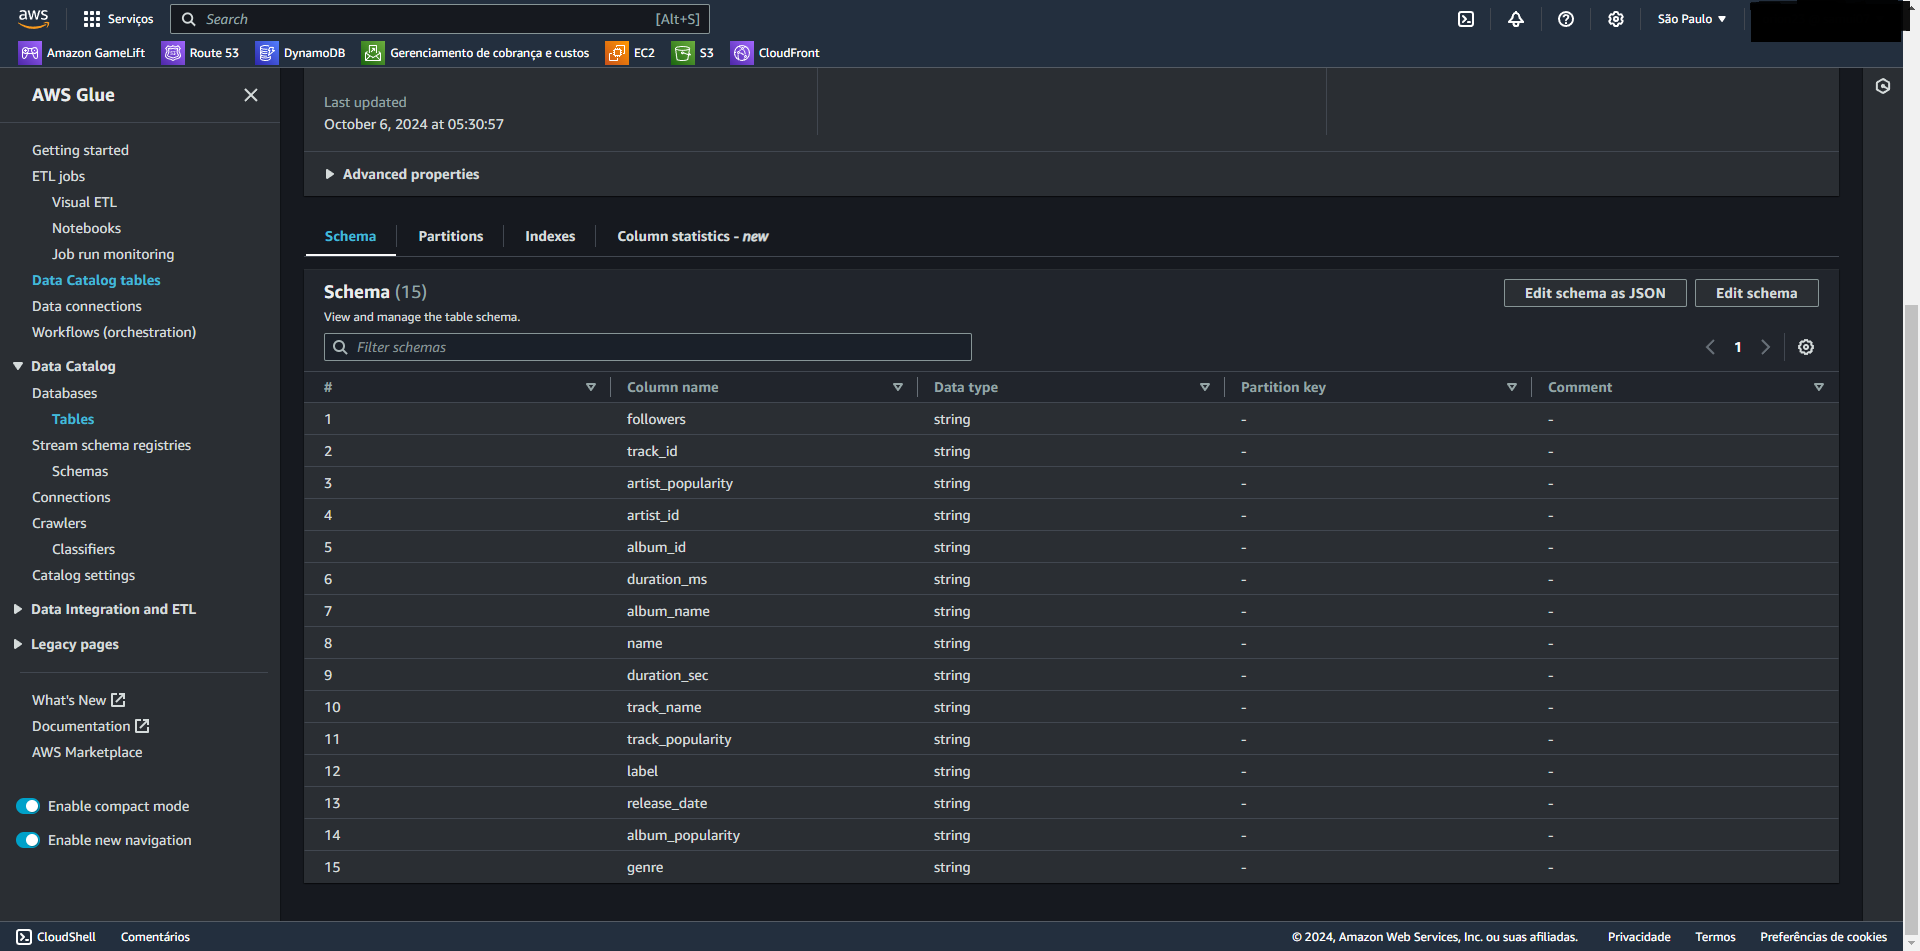 aws Serviços Search [Alt+S] São Paulo
Amazon GameLift Route 53 DynamoDB Gerenciamento de cobrança e custos EC2 S3 CloudFront
AWS Glue
Getting started
ETL jobs
Visual ETL
Notebooks
Job run monitoring
Data Catalog tables
Data connections
Workflows (orchestration)
Data Catalog
Databases
Tables
Stream schema registries
Schemas
Connections
Crawlers
Classifiers
Catalog settings
Data Integration and ETL
Legacy pages
What's New
Documentation
AWS Marketplace
Enable compact mode
Enable new navigation
Last updated
October 6, 2024 at 05:30:57
Advanced properties
Schema Partitions Indexes Column statistics - new
Schema (15) Edit schema as JSON Edit schema
View and manage the table schema.
Filter schemas 1
# Column name Data type Partition key Comment
1 followers string - -
2 track_id string - -
3 artist_popularity string - -
4 artist_id string - -
5 album_id string - -
6 duration_ms string - -
7 album_name string - -
8 name string - -
9 duration_sec string - -
10 track_name string - -
11 track_popularity string - -
12 label string - -
13 release_date string - -
14 album_popularity string - -
15 genre string - -
CloudShell Comentários © 2024, Amazon Web Services, Inc. ou suas afiliadas. Privacidade Termos Preferências de cookies